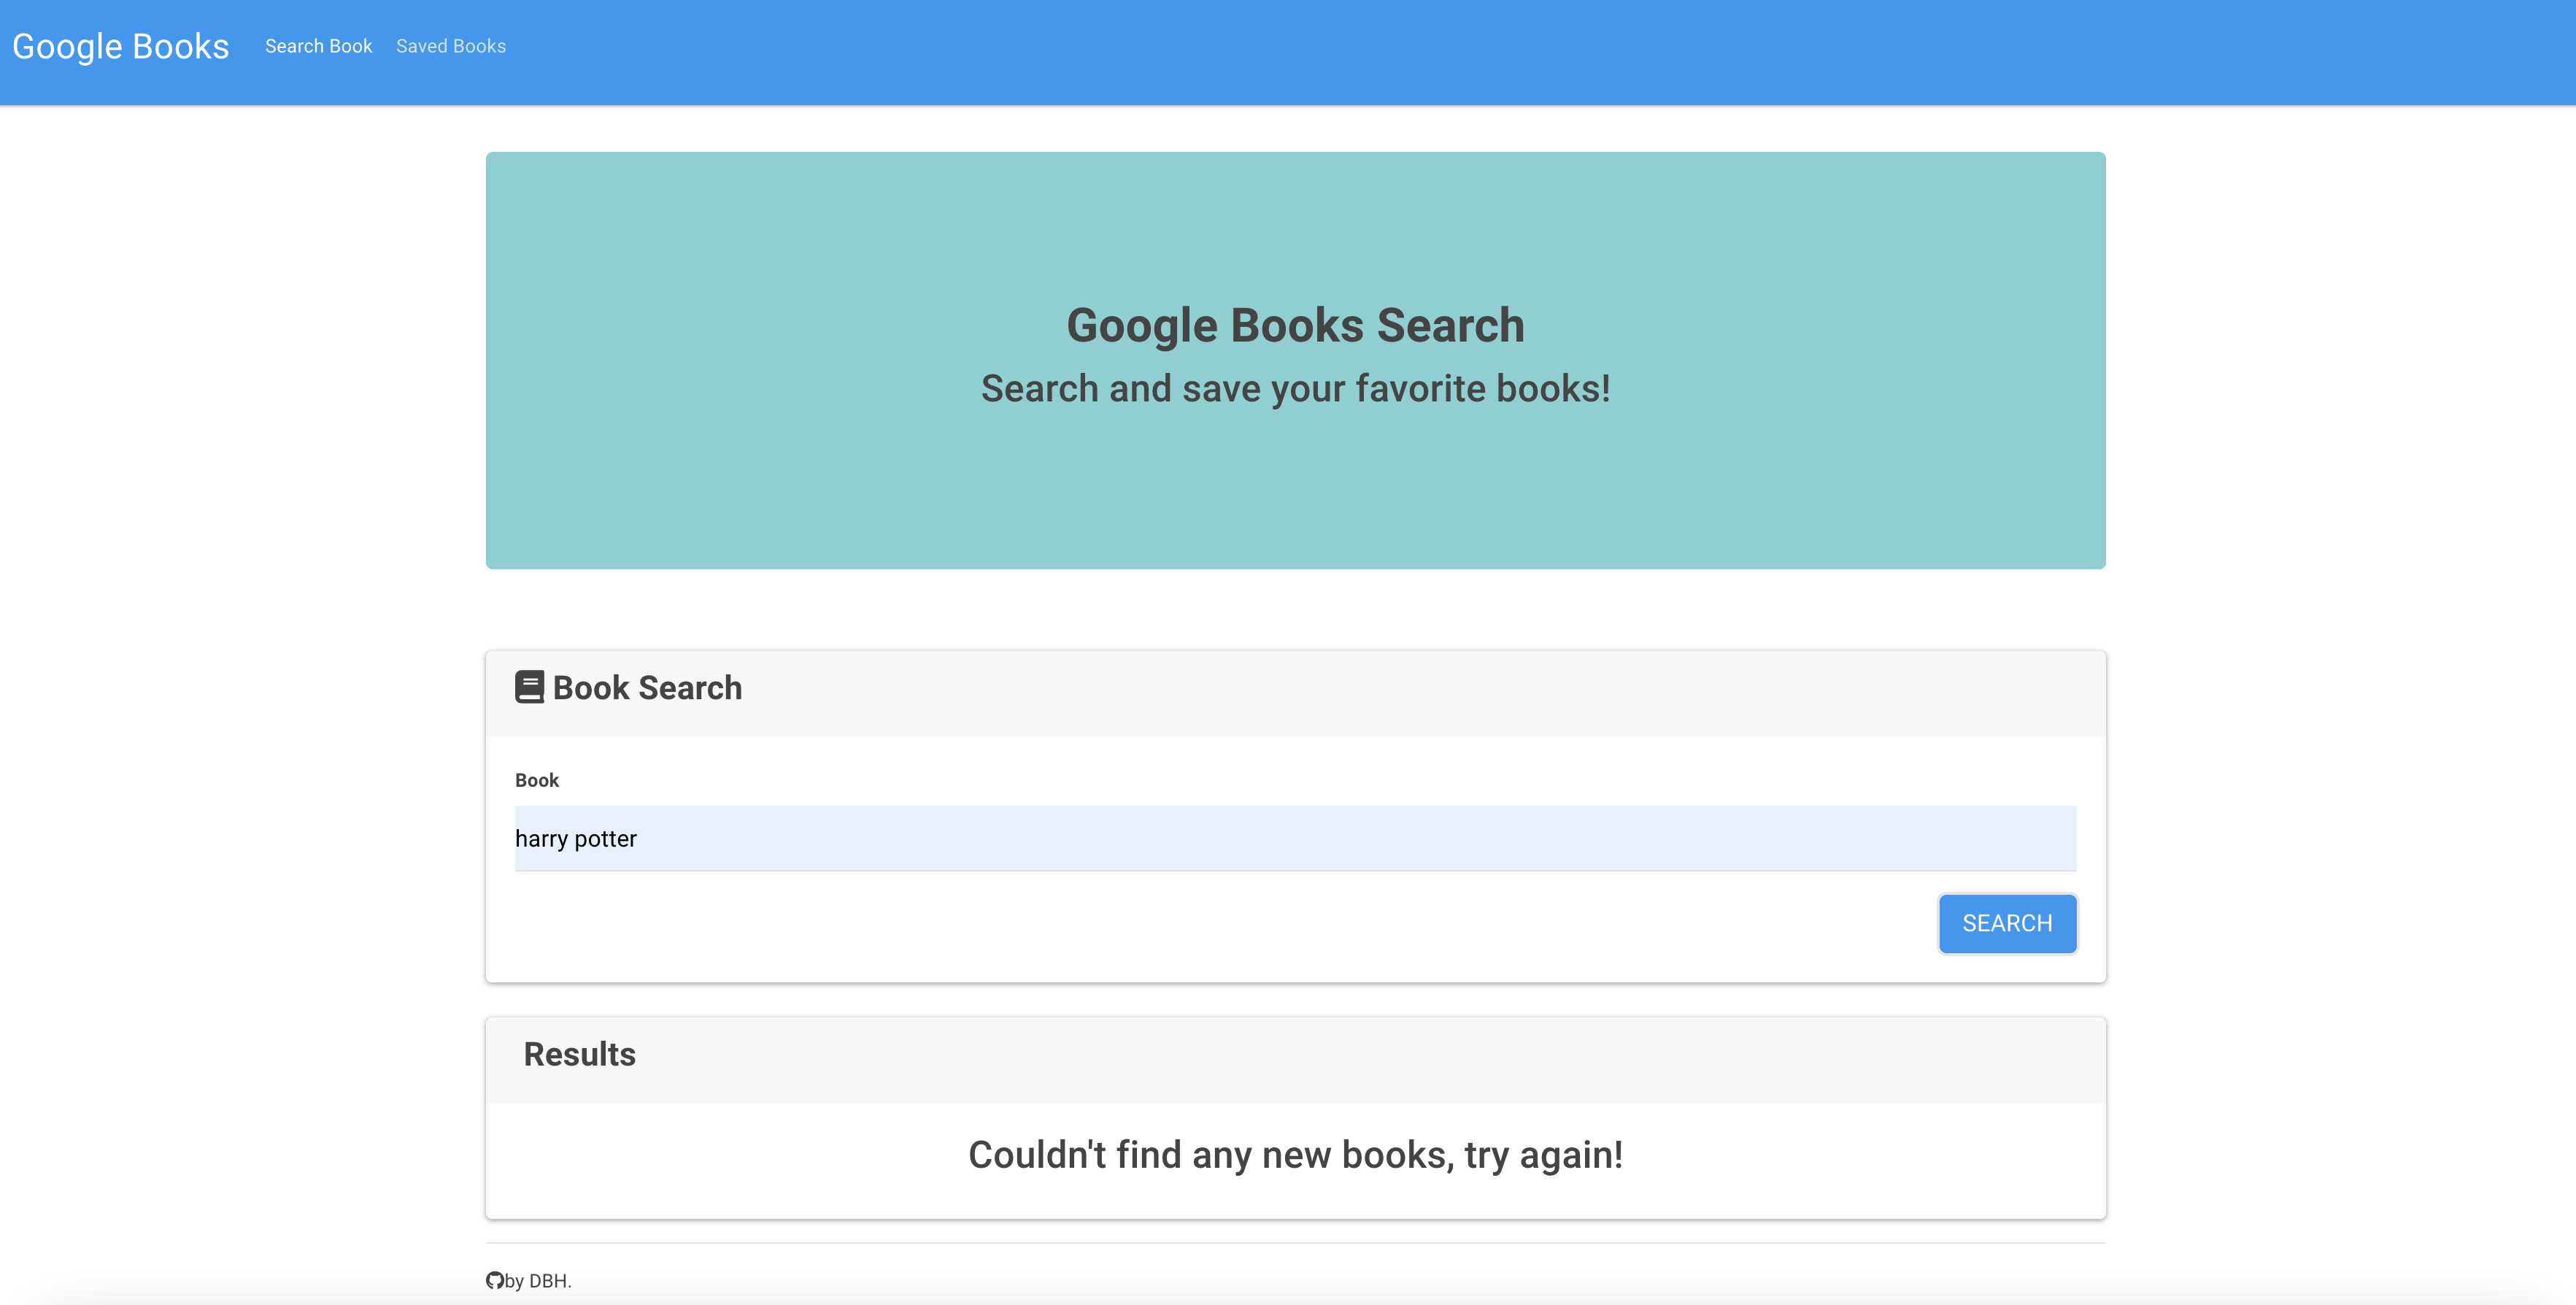 Google Books Search Book Saved Books
Google Books Search
Search and save your favorite books!
Book Search
Book
harry potter
SEARCH
Results
Couldn't find any new books, try again!
by DBH.